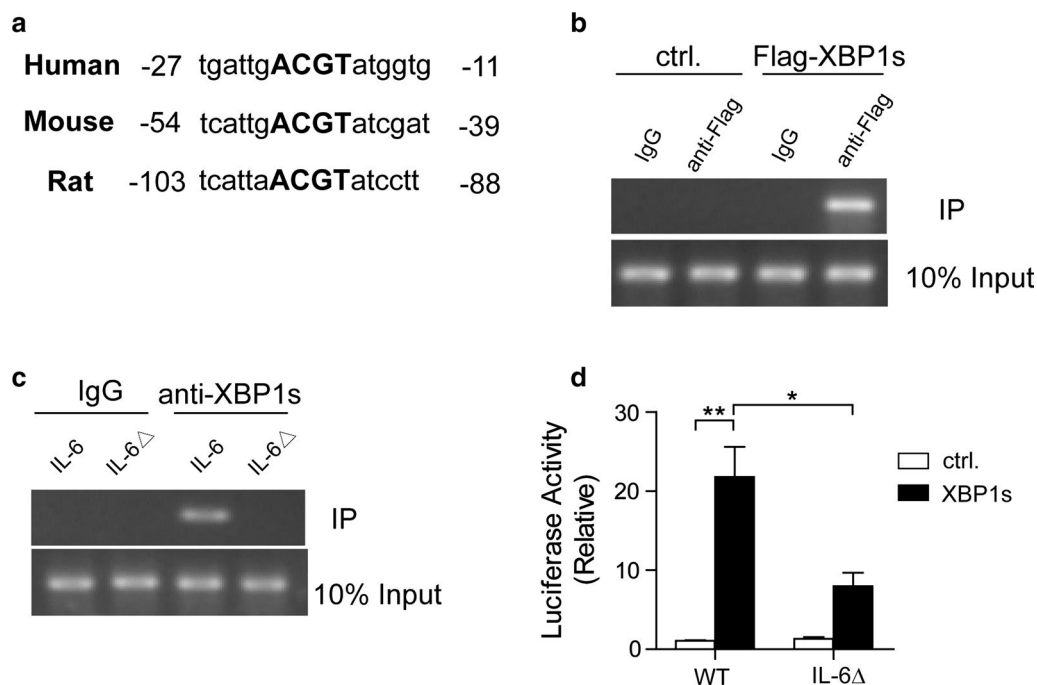 a
Human -27 tgattgACGTatggtg -11
Mouse -54 tcattgACGTatcgat -39
Rat -103 tcattaACGTatcctt -88
b
ctrl. Flag-XBP1s
IgG anti-Flag IgG anti-Flag
IP
10% Input
c
IgG anti-XBP1s
IL-6 IL-6△ IL-6 IL-6△
IP
10% Input
d
Luciferase Activity
(Relative)
30
20
10
0
** *
ctrl.
XBP1s
WT IL-6Δ